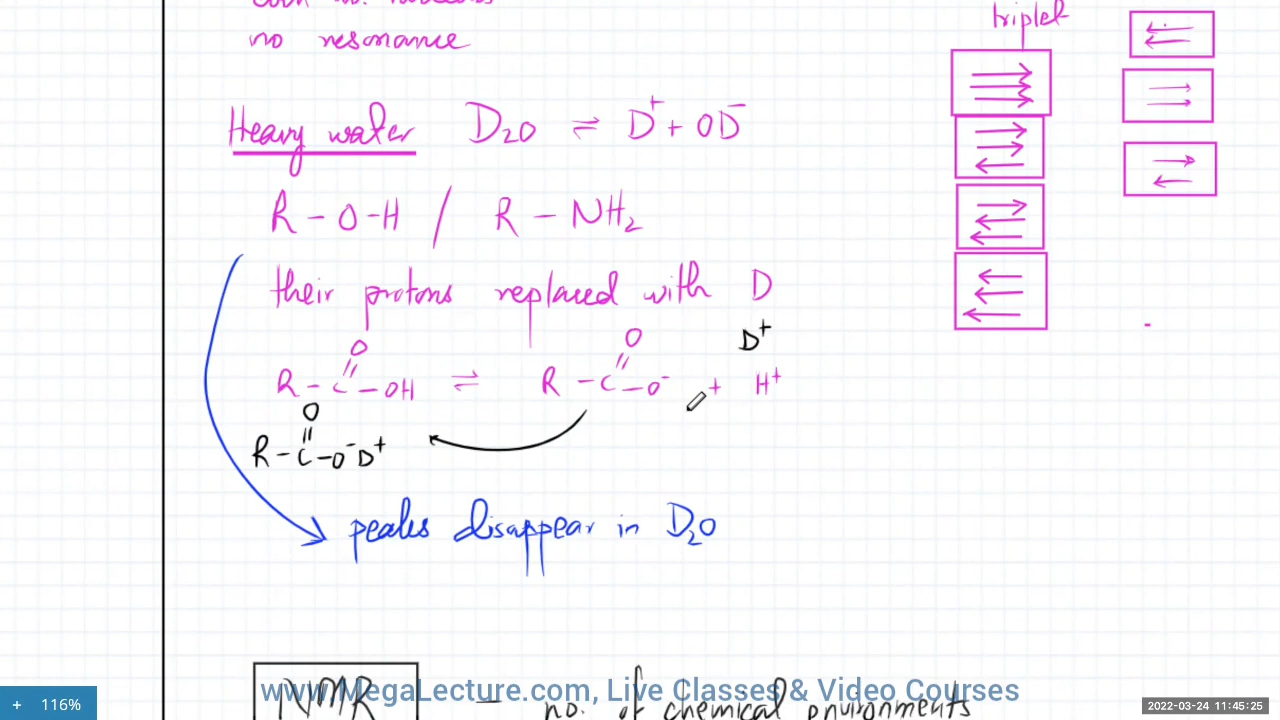 no resonance
triplet
Heavy water D₂O ⇌ D⁺ + OD⁻
R - O - H / R - NH₂
their protons replaced with D
O O D⁺
R - C - OH ⇌ R - C - O⁻ + H⁺
O
R - C - O⁻ D⁺
peaks disappear in D₂O
NMR - no. of chemical environments
www.MegaLecture.com, Live Classes & Video Courses
+ 116%
2022-03-24 11:45:25